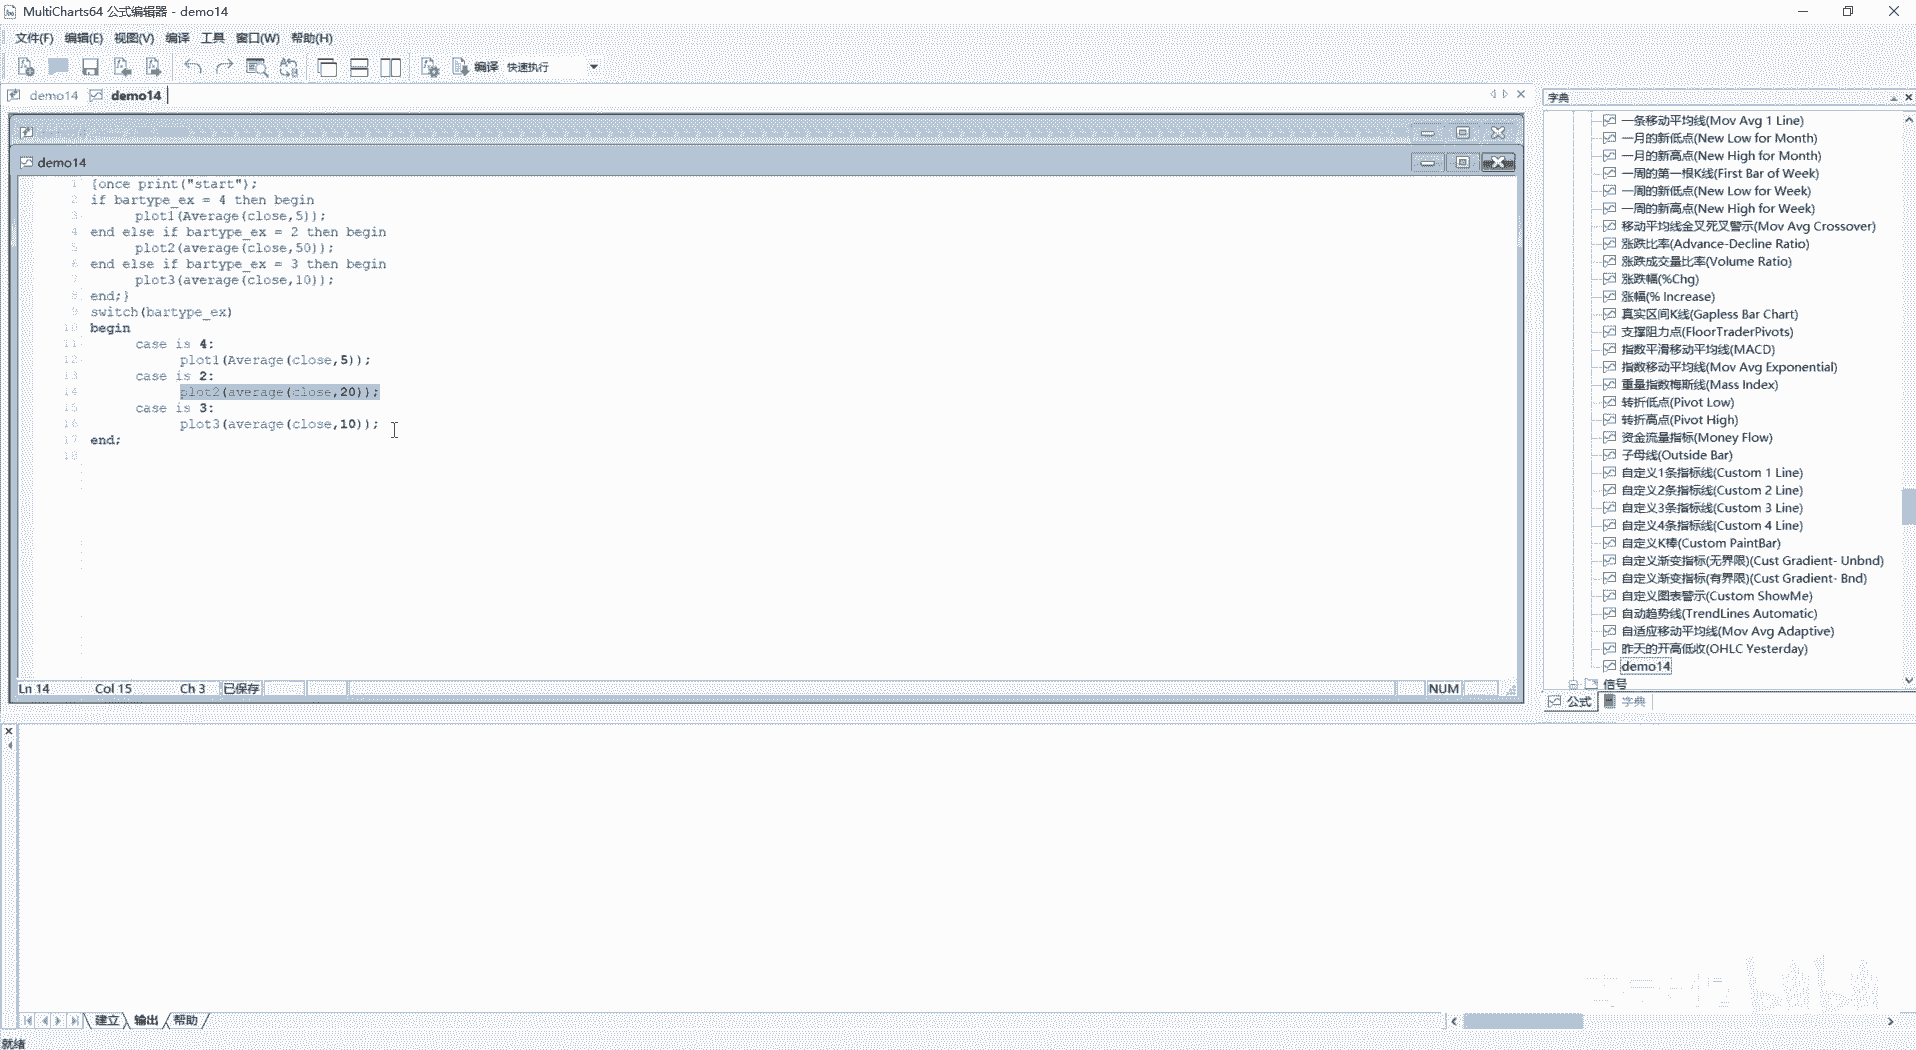 MultiCharts64 公式编辑器 - demo14
文件(F) 编辑(E) 视图(V) 编译 工具 窗口(W) 帮助(H)
编译 快速执行
demo14 demo14
demo14
1 {once print("start");
2 if bartype_ex = 4 then begin
3 plot1(Average(close,5));
4 end else if bartype_ex = 2 then begin
5 plot2(average(close,50));
6 end else if bartype_ex = 3 then begin
7 plot3(average(close,10));
8 end;}
9 switch(bartype_ex)
10 begin
11 case is 4:
12 plot1(Average(close,5));
13 case is 2:
14 plot2(average(close,20));
15 case is 3:
16 plot3(average(close,10));
17 end;
18
Ln 14 Col 15 Ch 3 已保存 NUM
字典
一条移动平均线(Mov Avg 1 Line)
一月的新低点(New Low for Month)
一月的新高点(New High for Month)
一周的第一根K线(First Bar of Week)
一周的新低点(New Low for Week)
一周的新高点(New High for Week)
移动平均线金叉死叉警示(Mov Avg Crossover)
涨跌比率(Advance-Decline Ratio)
涨跌成交量比率(Volume Ratio)
涨跌幅(%Chg)
涨幅(% Increase)
真实区间K线(Gapless Bar Chart)
支撑阻力点(FloorTraderPivots)
指数平滑移动平均线(MACD)
指数移动平均线(Mov Avg Exponential)
重量指数梅斯线(Mass Index)
转折低点(Pivot Low)
转折高点(Pivot High)
资金流量指标(Money Flow)
子母线(Outside Bar)
自定义1条指标线(Custom 1 Line)
自定义2条指标线(Custom 2 Line)
自定义3条指标线(Custom 3 Line)
自定义4条指标线(Custom 4 Line)
自定义K棒(Custom PaintBar)
自定义渐变指标(无界限)(Cust Gradient- Unbnd)
自定义渐变指标(有界限)(Cust Gradient- Bnd)
自定义图表警示(Custom ShowMe)
自动趋势线(TrendLines Automatic)
自适应移动平均线(Mov Avg Adaptive)
昨天的开高低收(OHLC Yesterday)
demo14
信号
公式 字典
建立 输出 帮助
就绪